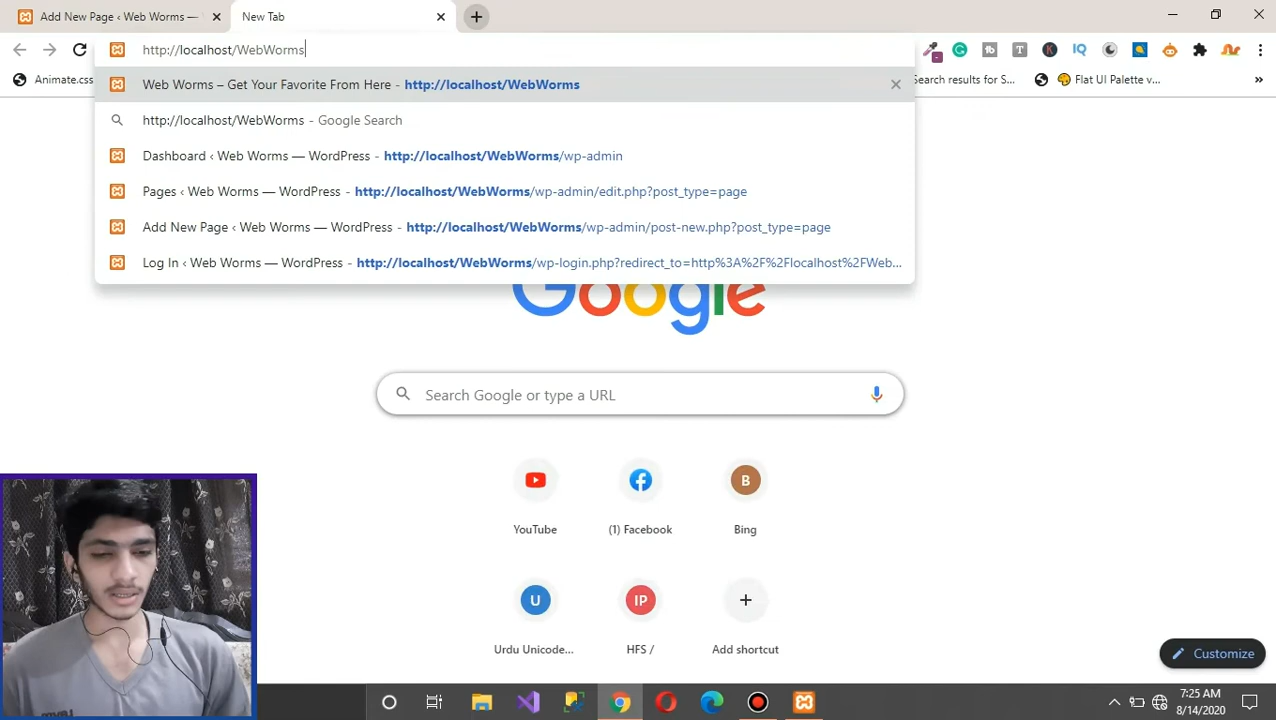 Add New Page ‹ Web Worms —
New Tab
http://localhost/WebWorms
Animate.css
Search results for S...
Flat UI Palette v...
»
Web Worms – Get Your Favorite From Here - http://localhost/WebWorms
http://localhost/WebWorms - Google Search
Dashboard ‹ Web Worms — WordPress - http://localhost/WebWorms/wp-admin
Pages ‹ Web Worms — WordPress - http://localhost/WebWorms/wp-admin/edit.php?post_type=page
Add New Page ‹ Web Worms — WordPress - http://localhost/WebWorms/wp-admin/post-new.php?post_type=page
Log In ‹ Web Worms — WordPress - http://localhost/WebWorms/wp-login.php?redirect_to=http%3A%2F%2Flocalhost%2FWeb...
Google
Search Google or type a URL
B
YouTube
(1) Facebook
Bing
U
IP
Urdu Unicode...
HFS /
Add shortcut
Customize
7:25 AM
8/14/2020